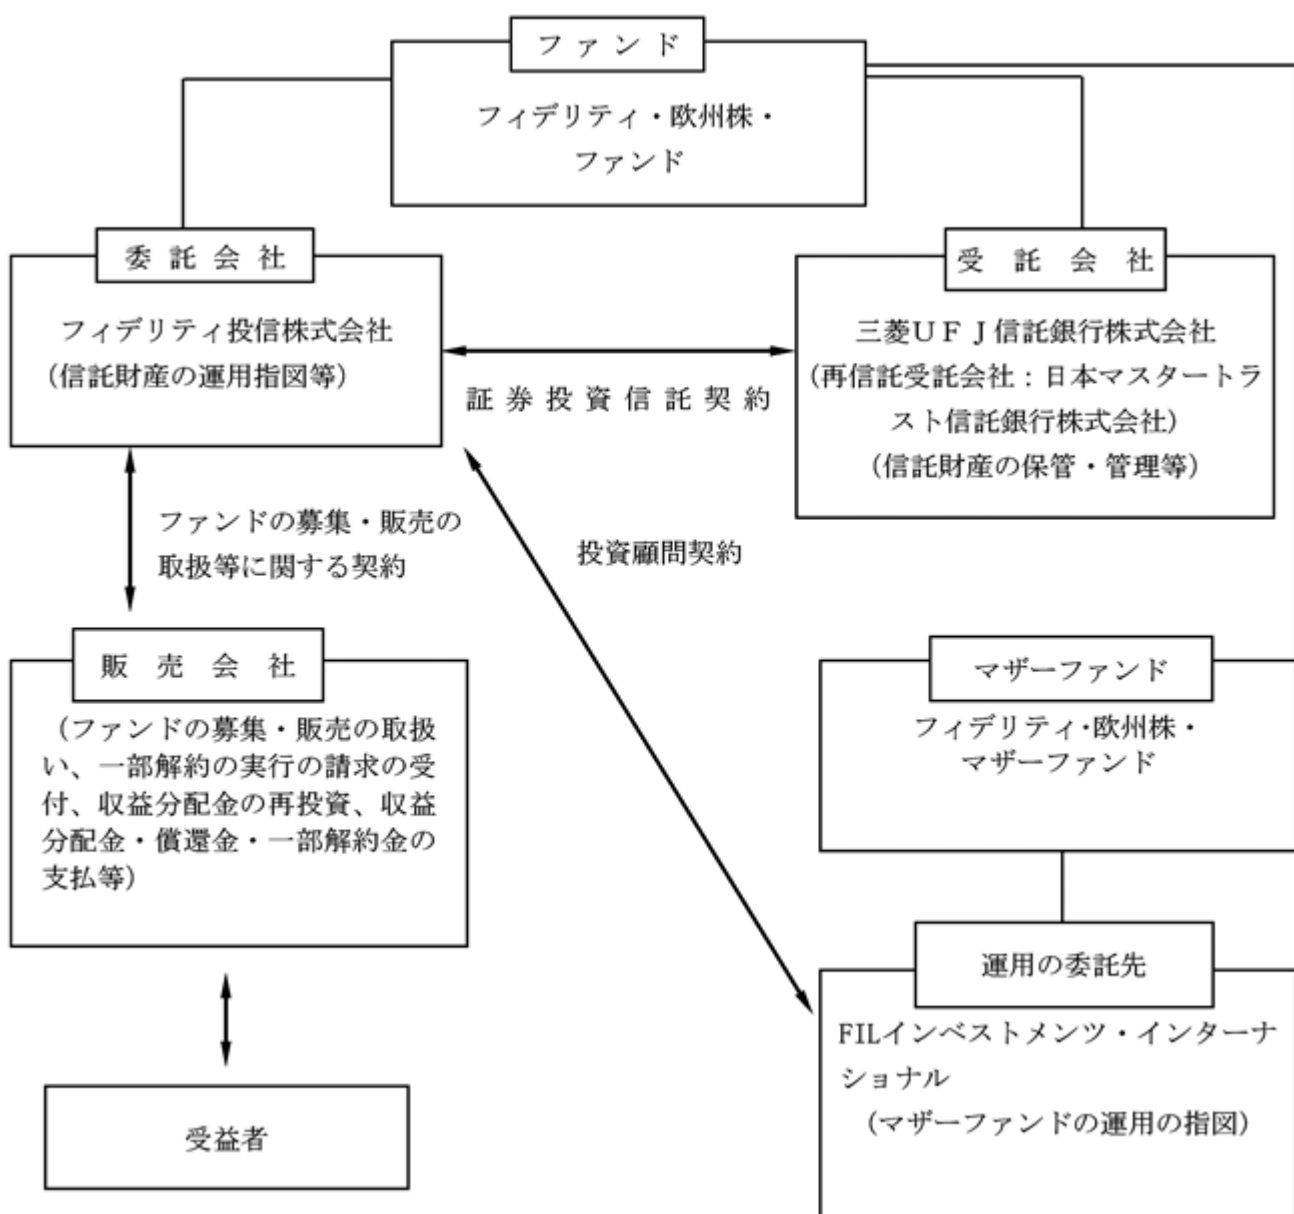 ファンド
フィデリティ・欧州株・
ファンド
委託会社
フィデリティ投信株式会社
(信託財産の運用指図等)
受託会社
三菱UFJ信託銀行株式会社
(再信託受託会社：日本マスタートラ
スト信託銀行株式会社)
(信託財産の保管・管理等)
証券投資信託契約
ファンドの募集・販売の
取扱等に関する契約
投資顧問契約
販売会社
(ファンドの募集・販売の取扱
い、一部解約の実行の請求の受
付、収益分配金の再投資、収益
分配金・償還金・一部解約金の
支払等)
マザーファンド
フィデリティ・欧州株・
マザーファンド
運用の委託先
FILインベストメンツ・インターナ
ショナル
(マザーファンドの運用の指図)
受益者